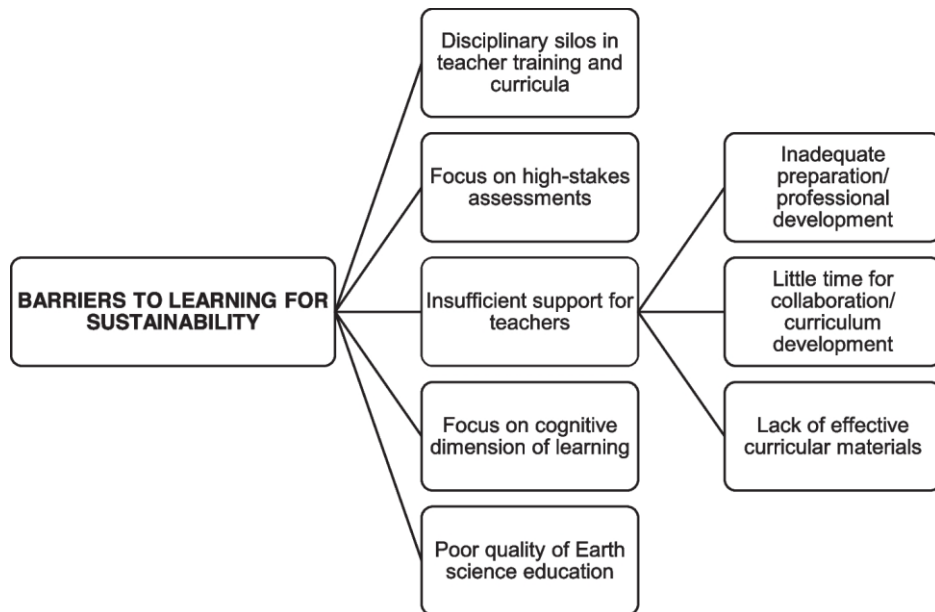 BARRIERS TO LEARNING FOR
SUSTAINABILITY
Disciplinary silos in
teacher training and
curricula
Focus on high-stakes
assessments
Insufficient support for
teachers
Focus on cognitive
dimension of learning
Poor quality of Earth
science education
Inadequate
preparation/
professional
development
Little time for
collaboration/
curriculum
development
Lack of effective
curricular materials